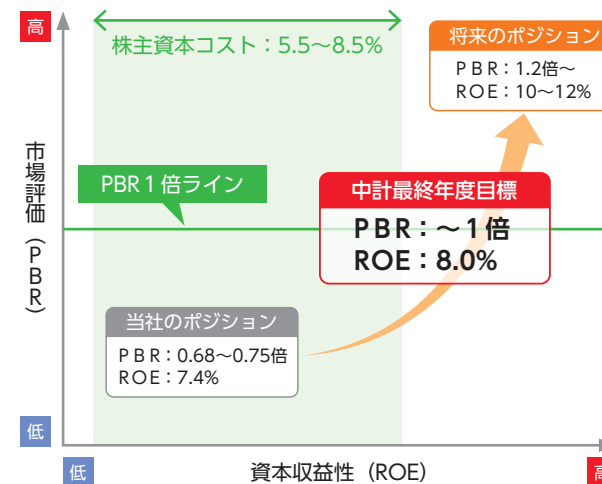 高
株主資本コスト：5.5～8.5%
将来のポジション
PBR：1.2倍～
ROE：10～12%
市場評価（PBR）
PBR１倍ライン
中計最終年度目標
PBR：～１倍
ROE：8.0%
当社のポジション
PBR：0.68～0.75倍
ROE：7.4%
低
低
資本収益性（ROE）
高